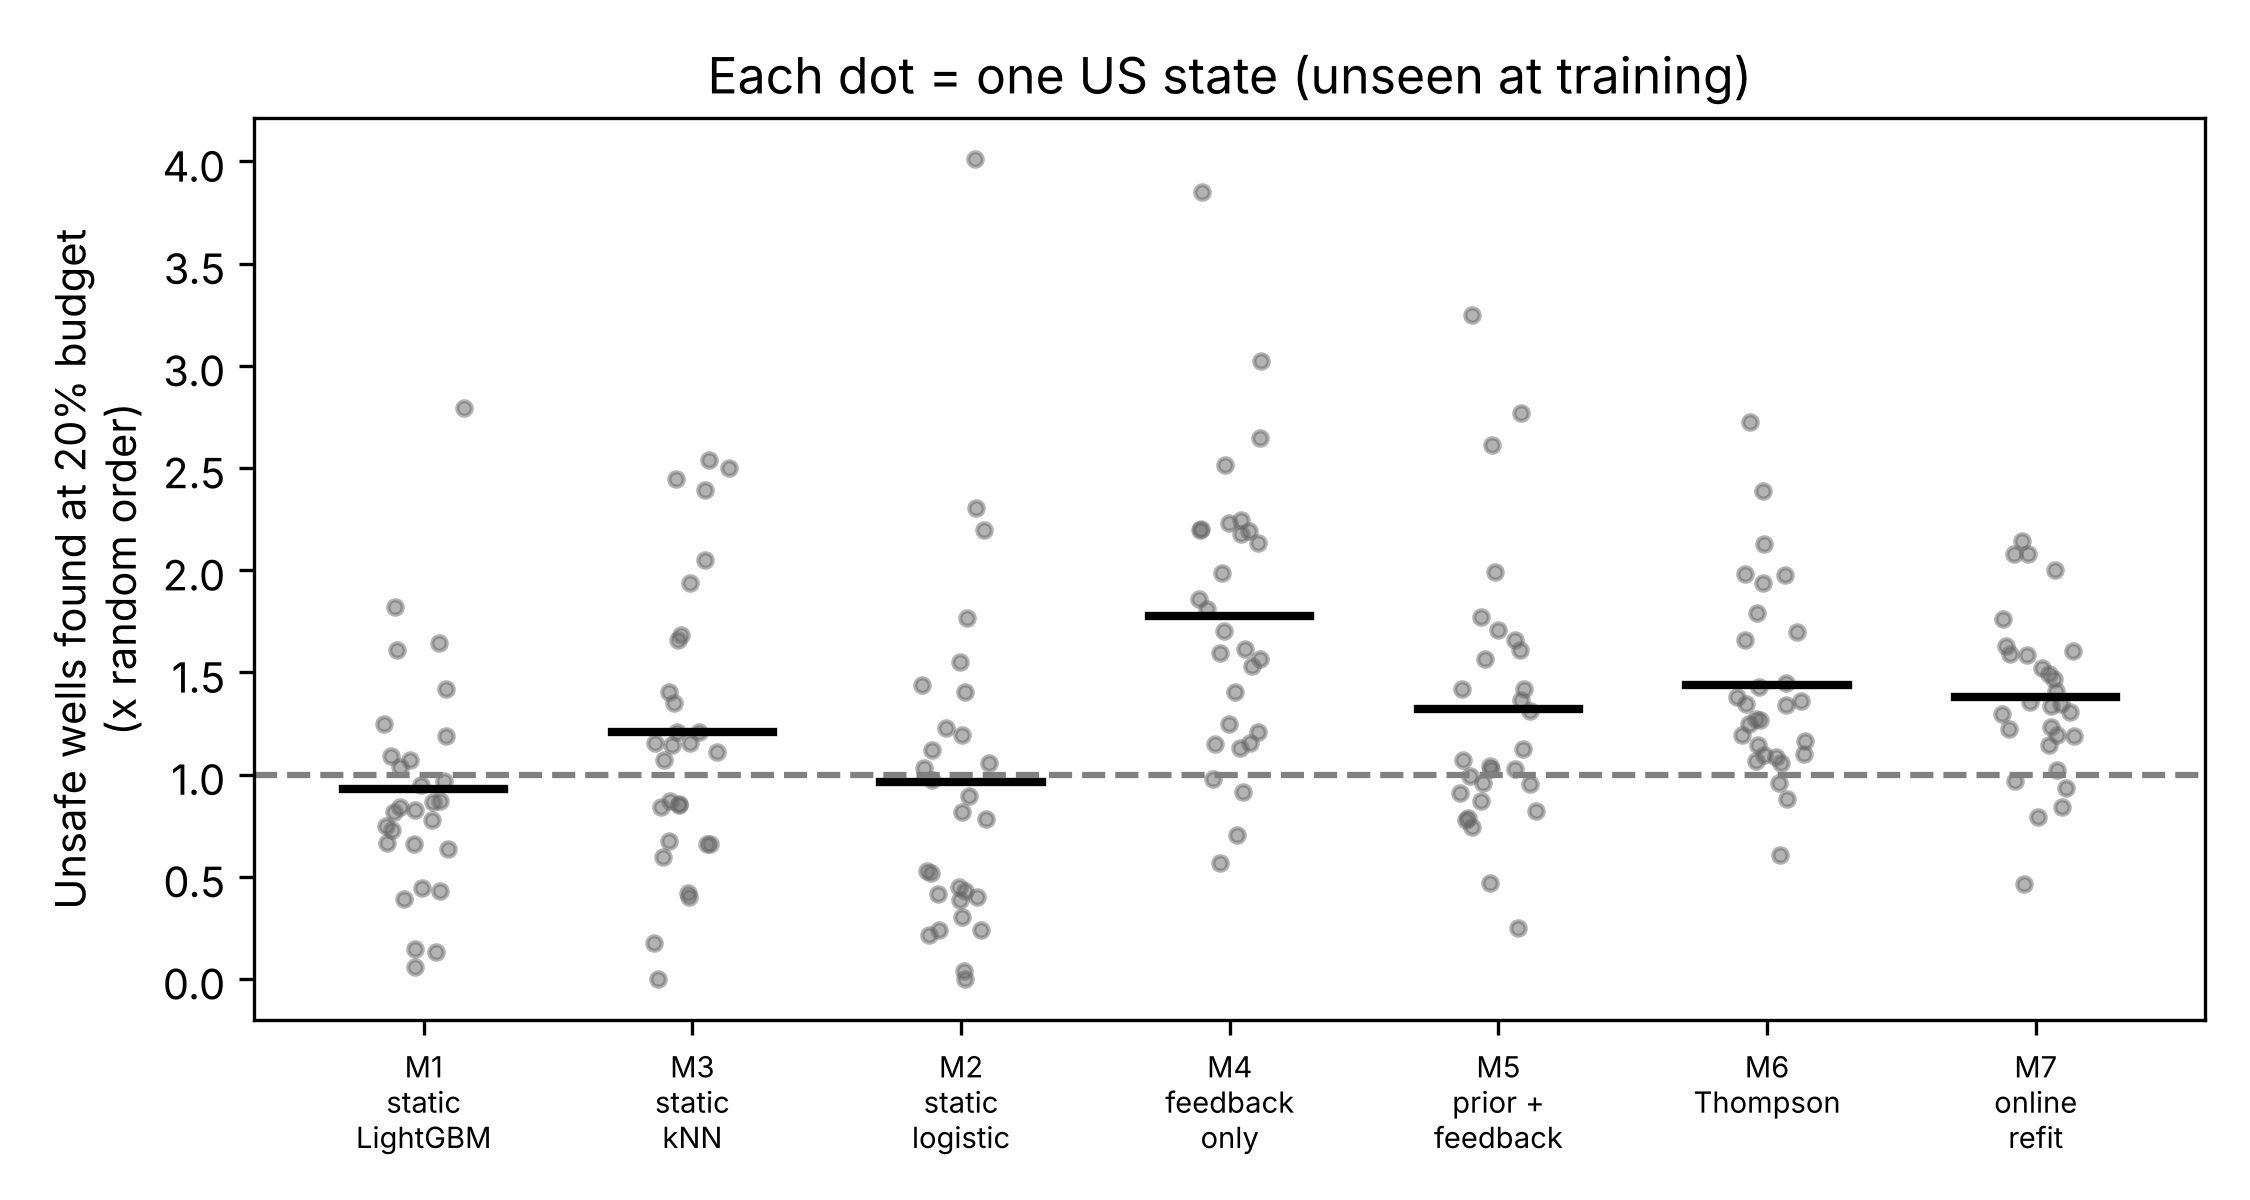 Each dot = one US state (unseen at training)
Unsafe wells found at 20% budget
(x random order)
4.0
3.5
3.0
2.5
2.0
1.5
1.0
0.5
0.0
M1
static
LightGBM
M3
static
kNN
M2
static
logistic
M4
feedback
only
M5
prior +
feedback
M6
Thompson
M7
online
refit